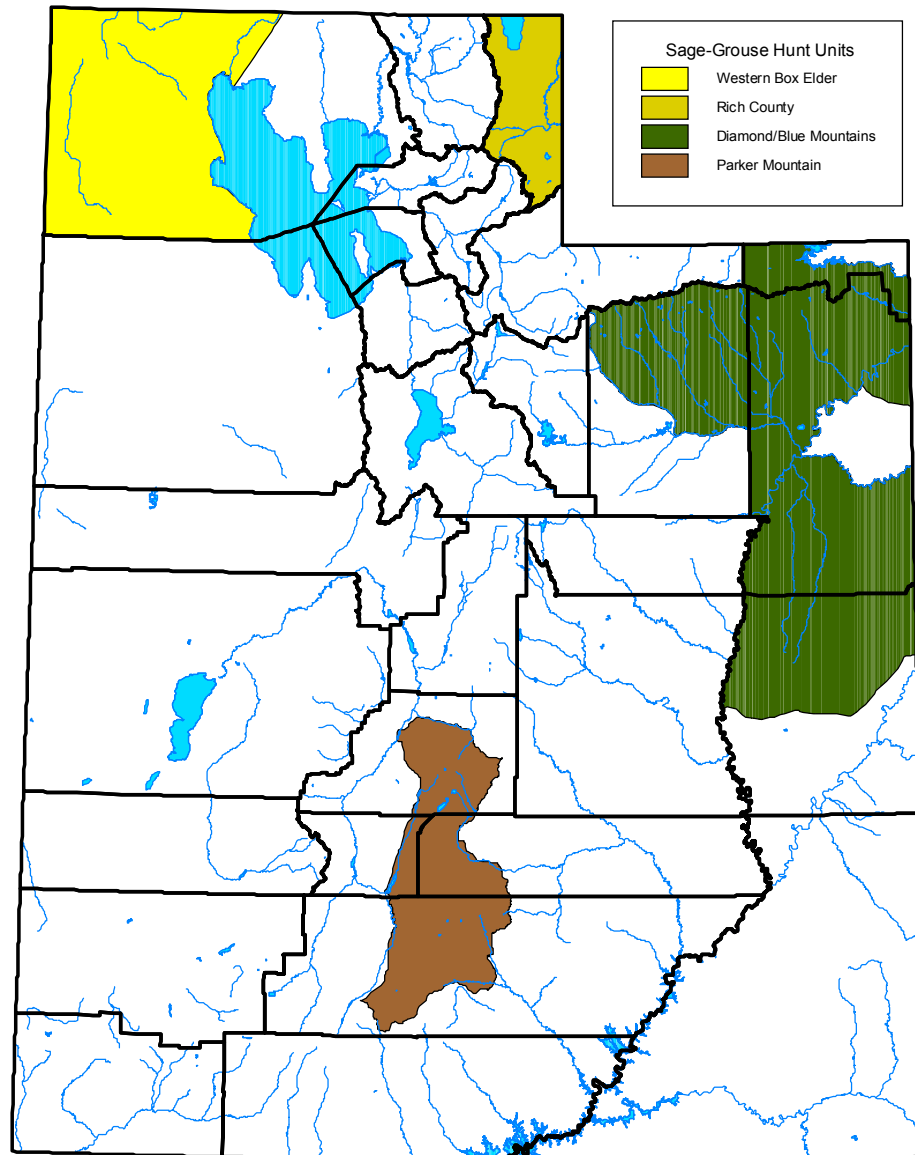 Sage-Grouse Hunt Units
Western Box Elder
Rich County
Diamond/Blue Mountains
Parker Mountain